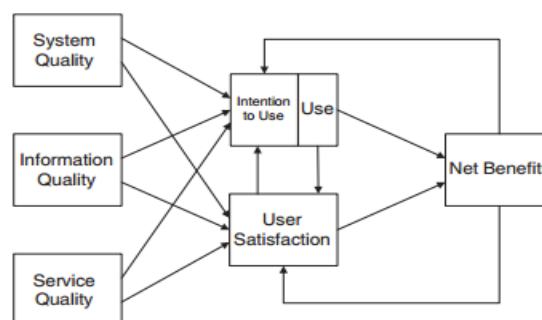 System
Quality
Intention
to Use
Use
Information
Quality
Net Benefit
User
Satisfaction
Service
Quality